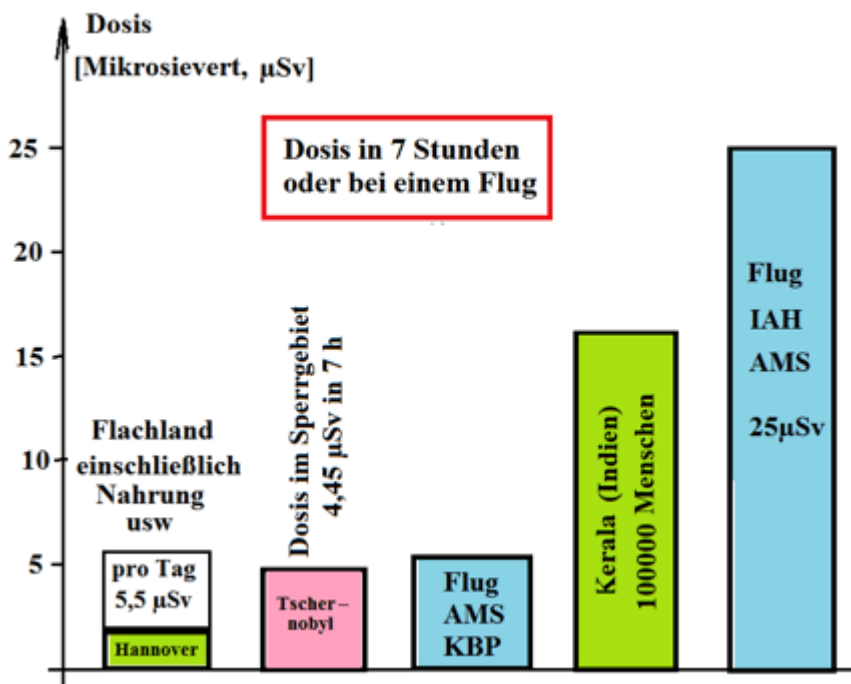 Dosis
[Mikrosievert, µSv]
Dosis in 7 Stunden
oder bei einem Flug
25
20
15
10
5
Flachland
einschließlich
Nahrung
usw
pro Tag
5,5 µSv
Hannover
Dosis im Sperrgebiet
4,45 µSv in 7 h
Tscher–
nobyl
Flug
AMS
KBP
Kerala (Indien)
100000 Menschen
Flug
IAH
AMS
25µSv